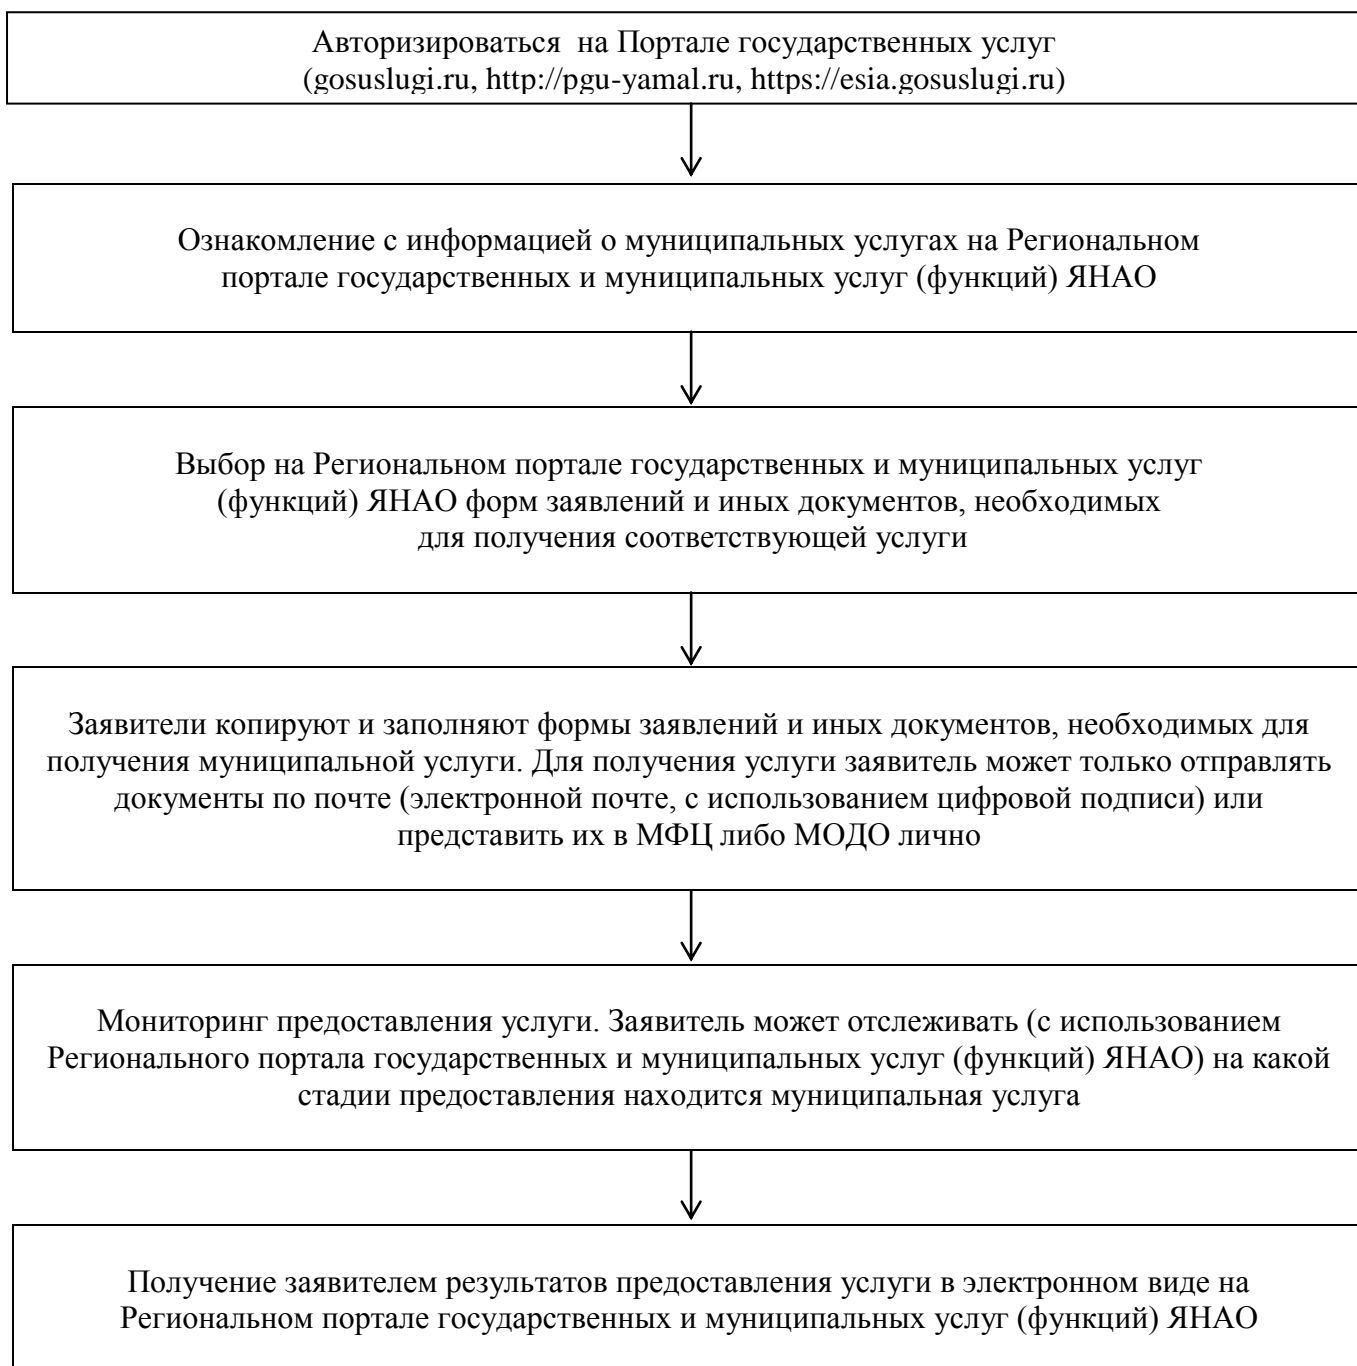 Авторизироваться на Портале государственных услуг
(gosuslugi.ru, http://pgu-yamal.ru, https://esia.gosuslugi.ru)
Ознакомление с информацией о муниципальных услугах на Региональном
портале государственных и муниципальных услуг (функций) ЯНАО
Выбор на Региональном портале государственных и муниципальных услуг
(функций) ЯНАО форм заявлений и иных документов, необходимых
для получения соответствующей услуги
Заявители копируют и заполняют формы заявлений и иных документов, необходимых для
получения муниципальной услуги. Для получения услуги заявитель может только отправлять
документы по почте (электронной почте, с использованием цифровой подписи) или
представить их в МФЦ либо МОДО лично
Мониторинг предоставления услуги. Заявитель может отслеживать (с использованием
Регионального портала государственных и муниципальных услуг (функций) ЯНАО) на какой
стадии предоставления находится муниципальная услуга
Получение заявителем результатов предоставления услуги в электронном виде на
Региональном портале государственных и муниципальных услуг (функций) ЯНАО